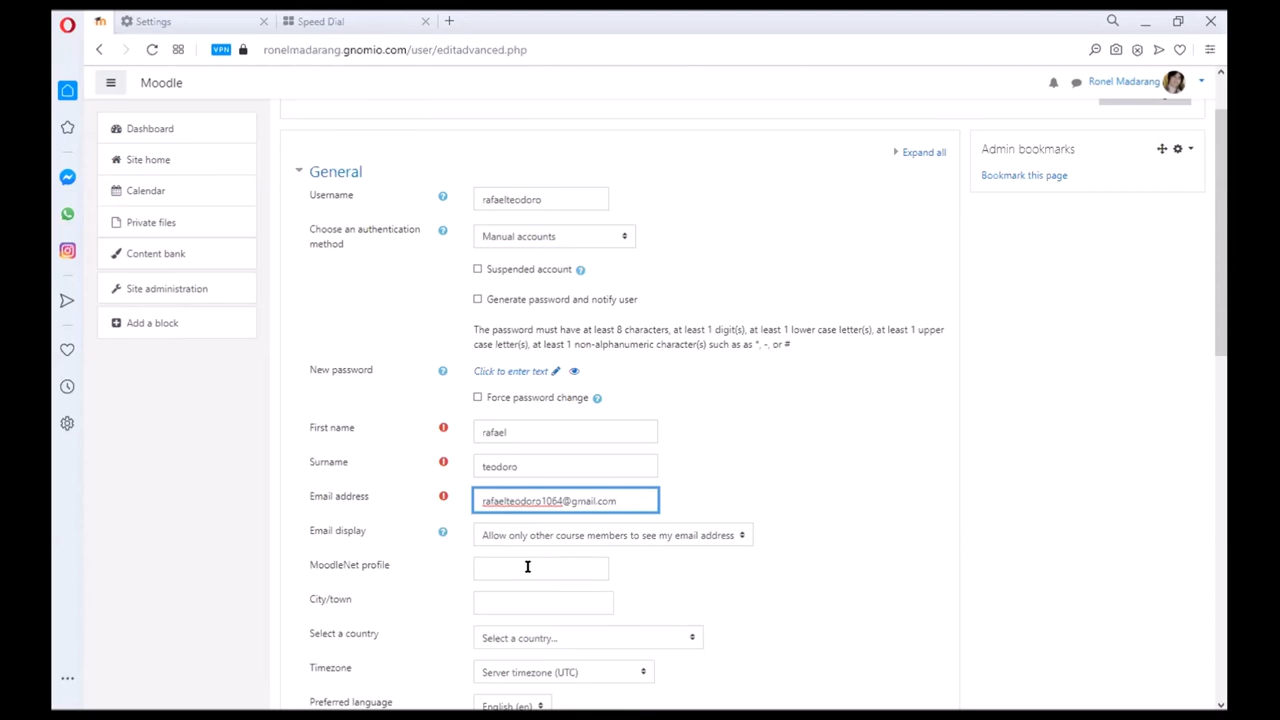 Settings
Speed Dial
VPN
ronelmadarang.gnomio.com/user/editadvanced.php
Moodle
Ronel Madarang
Dashboard
Site home
Calendar
Private files
Content bank
Site administration
Add a block
Expand all
Admin bookmarks
Bookmark this page
General
Username
rafaelteodoro
Choose an authentication
method
Manual accounts
Suspended account
Generate password and notify user
The password must have at least 8 characters, at least 1 digit(s), at least 1 lower case letter(s), at least 1 upper
case letter(s), at least 1 non-alphanumeric character(s) such as as *, -, or #
New password
Click to enter text
Force password change
First name
rafael
Surname
teodoro
Email address
rafaelteodoro1064@gmail.com
Email display
Allow only other course members to see my email address
MoodleNet profile
City/town
Select a country
Select a country...
Timezone
Server timezone (UTC)
Preferred language
English (en)